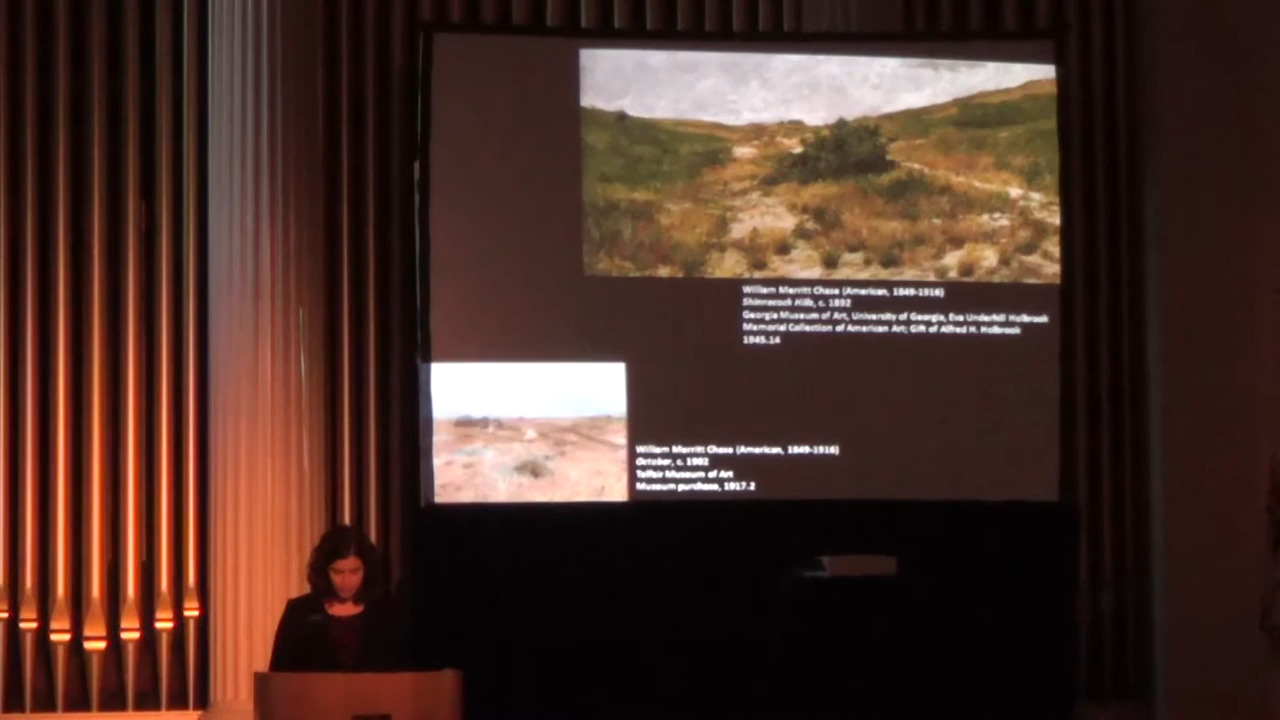 William Merritt Chase (American, 1849-1916)
Shinnecock Hills, c. 1892
Georgia Museum of Art, University of Georgia, Eva Underhill Holbrook
Memorial Collection of American Art; Gift of Alfred H. Holbrook
1945.14
William Merritt Chase (American, 1849-1916)
October, c. 1902
Telfair Museum of Art
Museum purchase, 1917.2